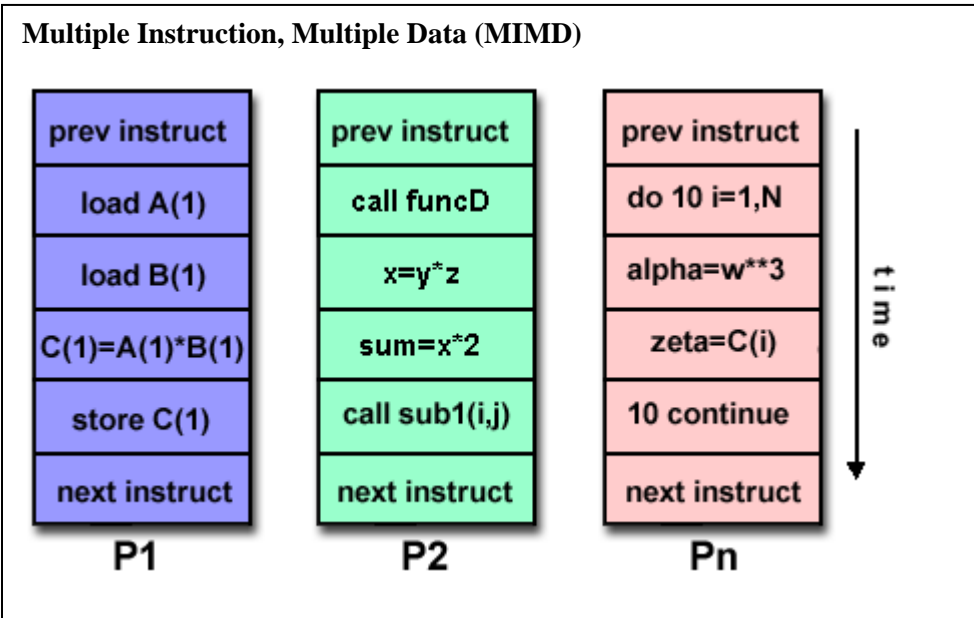 Multiple Instruction, Multiple Data (MIMD)
prev instruct
load A(1)
load B(1)
C(1)=A(1)*B(1)
store C(1)
next instruct
P1
prev instruct
call funcD
x=y*z
sum=x*2
call sub1(i,j)
next instruct
P2
prev instruct
do 10 i=1,N
alpha=w**3
zeta=C(i)
10 continue
next instruct
Pn
time